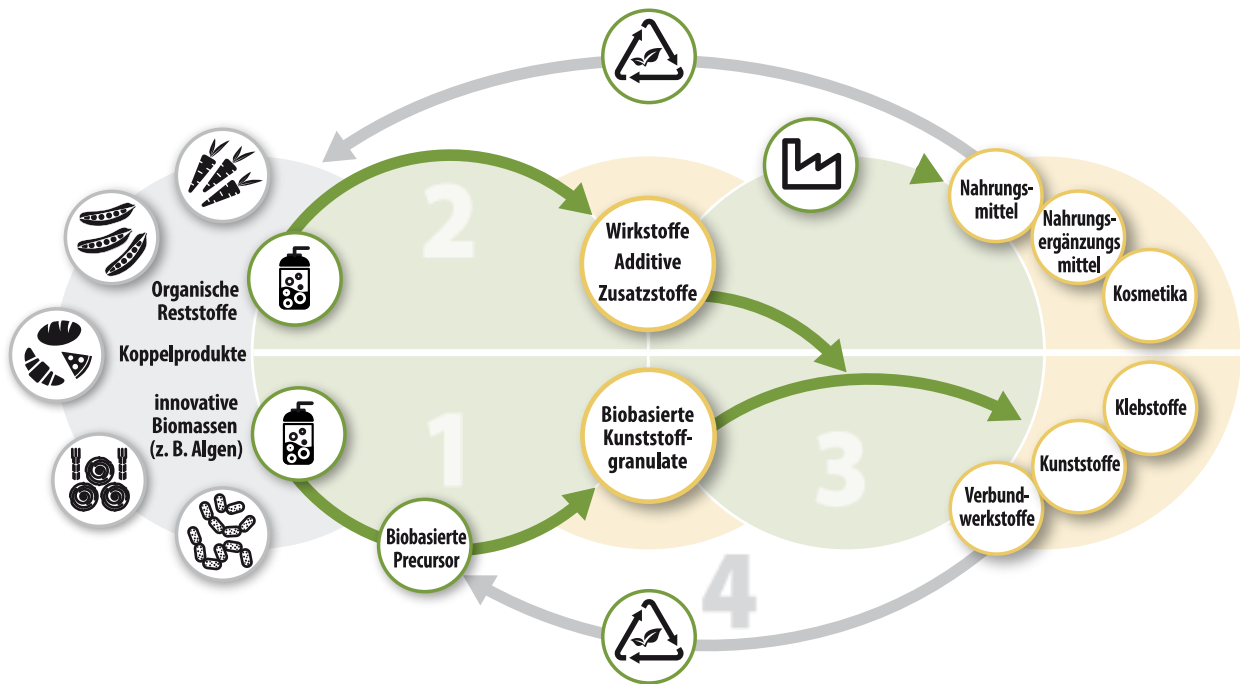 2
Nahrungs-
mittel
Nahrungs-
ergänzungs
mittel
Kosmetika
Wirkstoffe
Additive
Zusatzstoffe
Organische
Reststoffe
Koppelprodukte
innovative
Biomassen
(z. B. Algen)
1
Biobasierte
Kunststoff-
granulate
3
Klebstoffe
Kunststoffe
Verbund-
werkstoffe
Biobasierte
Precursor
4